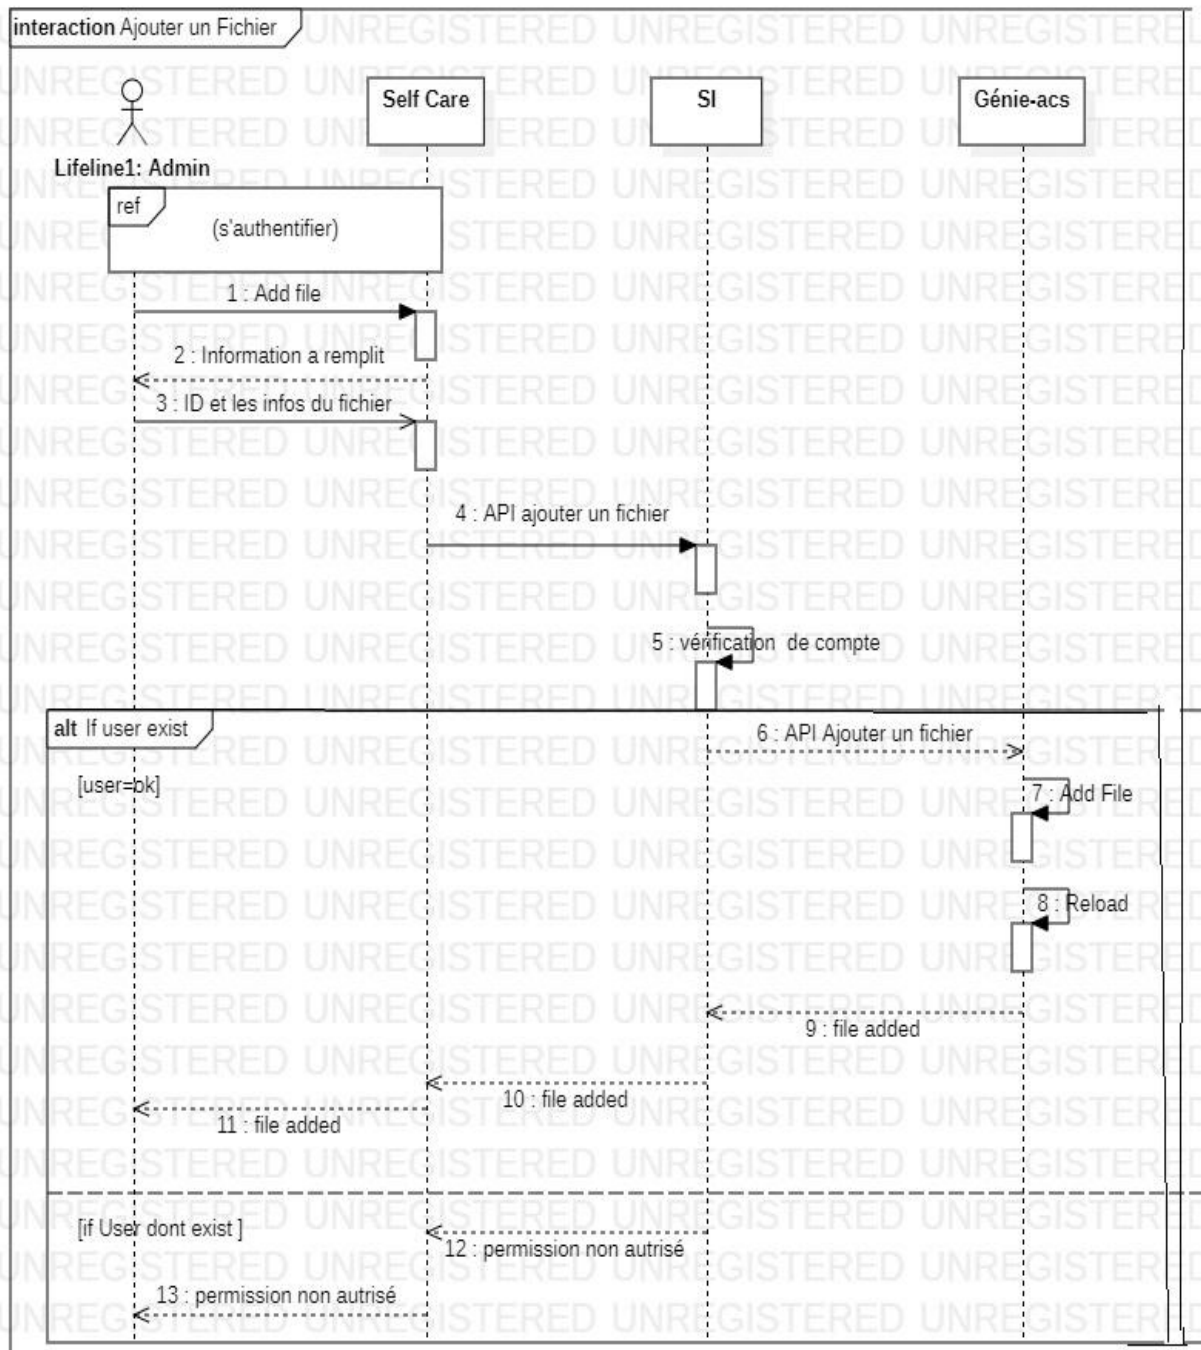 interaction Ajouter un Fichier
Self Care
SI
Génie-acs
Lifeline1: Admin
ref
(s'authentifier)
1 : Add file
2 : Information a remplit
3 : ID et les infos du fichier
4 : API ajouter un fichier
5 : vérification de compte
alt If user exist
6 : API Ajouter un fichier
[user=ok]
7 : Add File
8 : Reload
9 : file added
10 : file added
11 : file added
[if User dont exist ]
12 : permission non autrisé
13 : permission non autrisé
UNREGISTERED